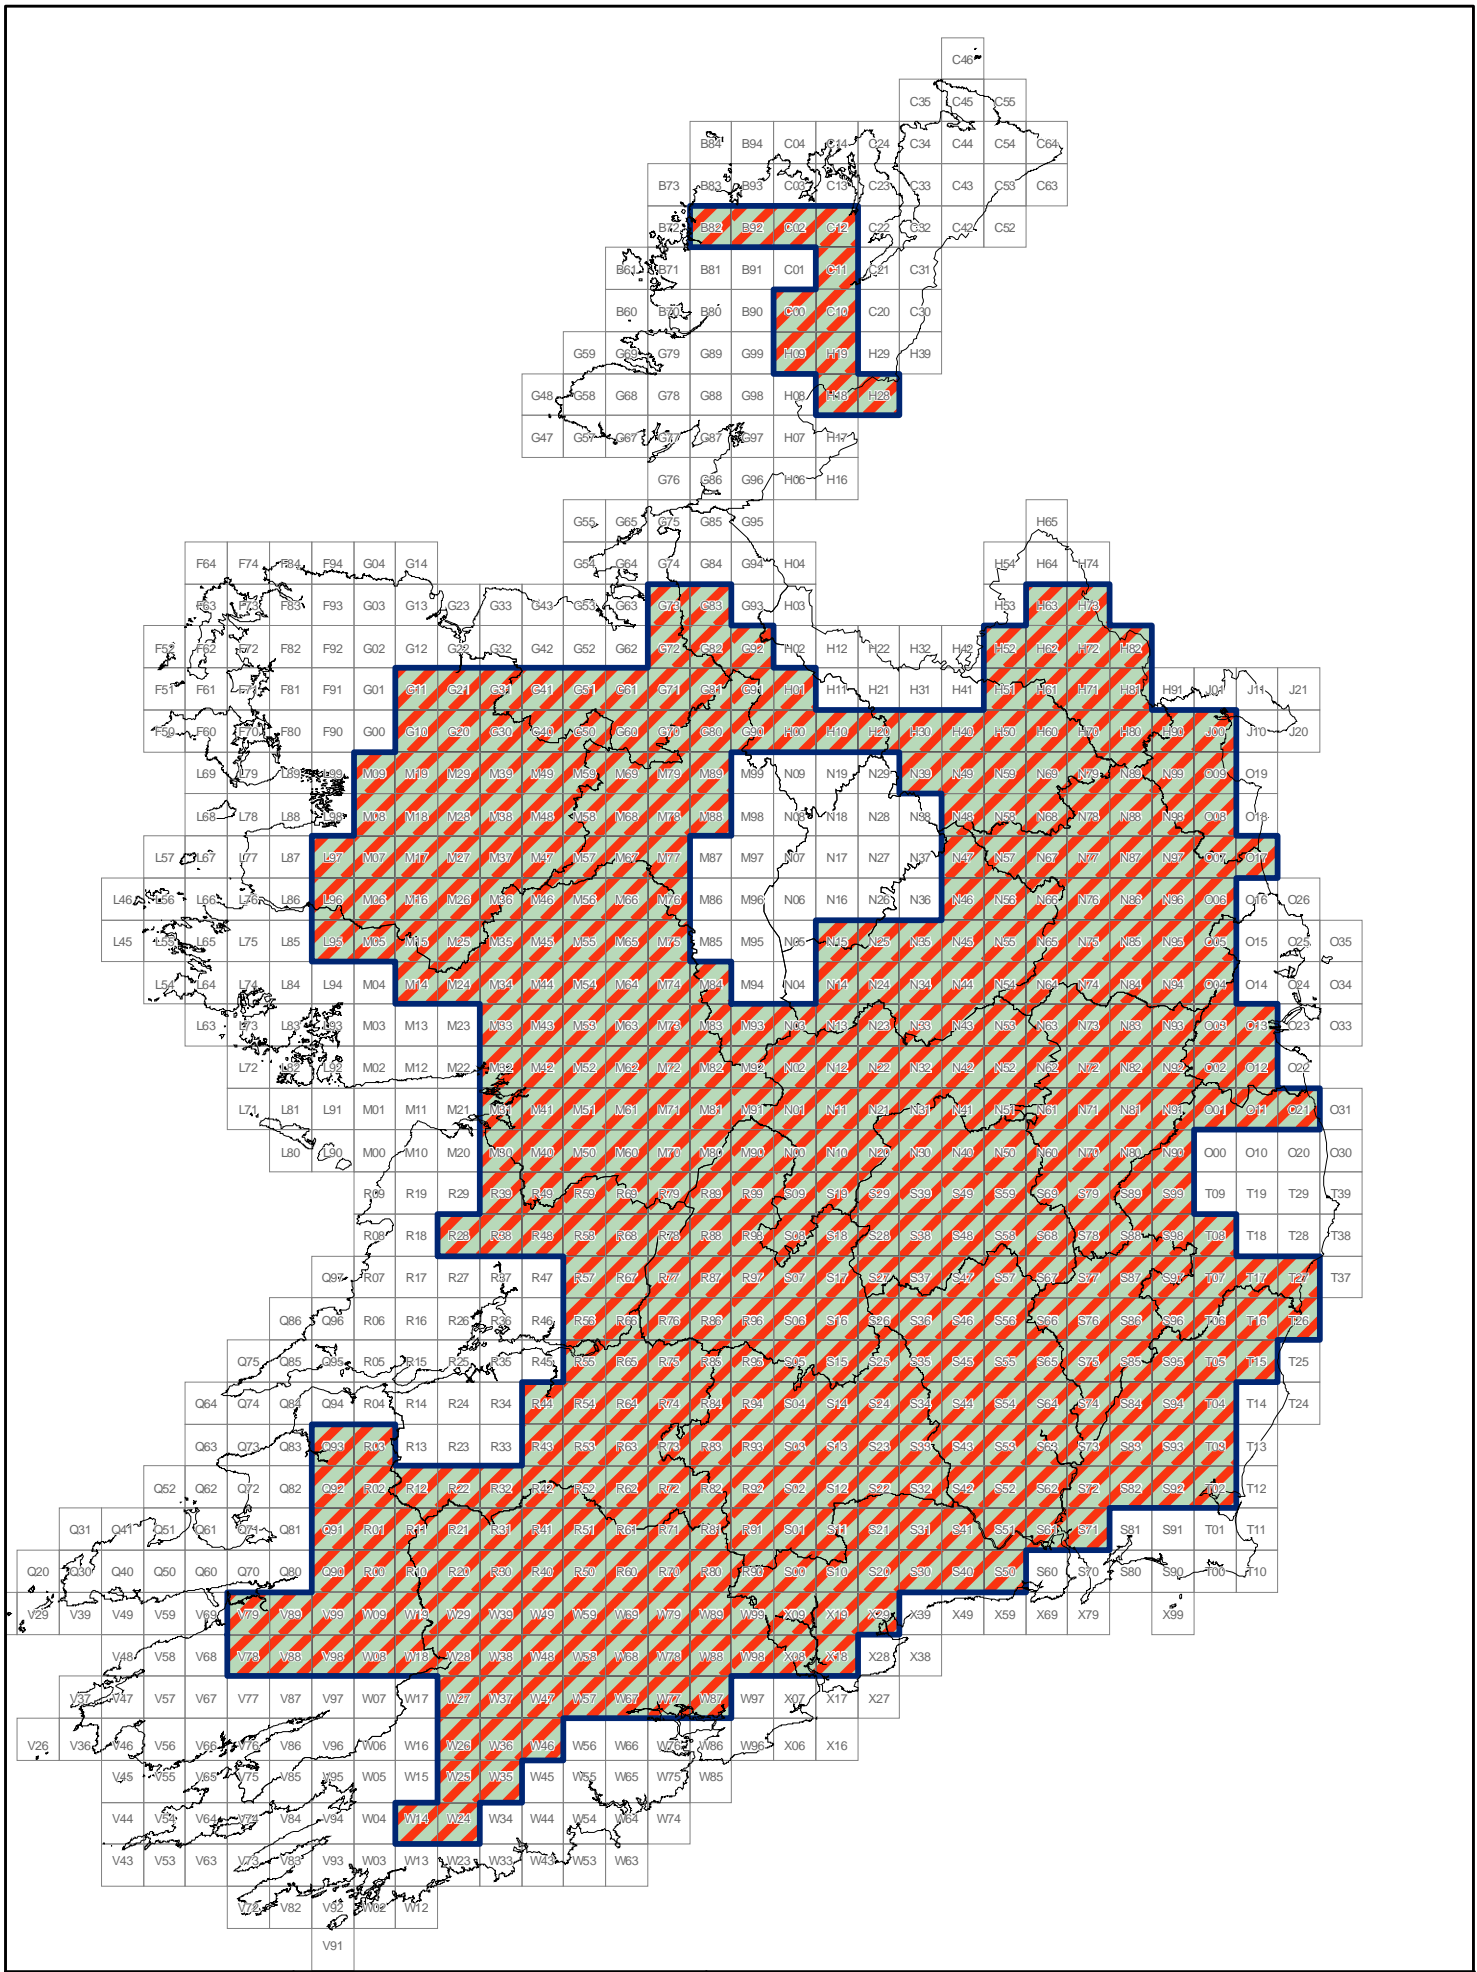 C46
C35 C45 C55
B84 B94 C04 C14 C24 C34 C44 C54 C64
B73 B83 B93 C03 C13 C23 C33 C43 C53 C63
B72 B82 B92 C02 C12 C22 C32 C42 C52
B61 B71 B81 B91 C01 C11 C21 C31
B60 B70 B80 B90 C00 C10 C20 C30
G59 G69 G79 G89 G99 H09 H19 H29 H39
G48 G58 G68 G78 G88 G98 H08 H18 H28
G47 G57 G67 G77 G87 G97 H07 H17
G76 G86 G96 H06 H16
G55 G65 G75 G85 G95 H65
F64 F74 F84 F94 G04 G14 G54 G64 G74 G84 G94 H04 H54 H64 H74
F63 F73 F83 F93 G03 G13 G23 G33 G43 G53 G63 G73 G83 G93 H03 H53 H63 H73
F52 F62 F72 F82 F92 G02 G12 G22 G32 G42 G52 G62 G72 G82 G92 H02 H12 H22 H32 H42 H52 H62 H72 H82
F51 F61 F71 F81 F91 G01 G11 G21 G31 G41 G51 G61 G71 G81 G91 H01 H11 H21 H31 H41 H51 H61 H71 H81 H91 J01 J11 J21
F50 F60 F70 F80 F90 G00 G10 G20 G30 G40 G50 G60 G70 G80 G90 H00 H10 H20 H30 H40 H50 H60 H70 H80 H90 J00 J10 J20
L69 L79 L89 L99 M09 M19 M29 M39 M49 M59 M69 M79 M89 M99 N09 N19 N29 N39 N49 N59 N69 N79 N89 N99 O09 O19
L68 L78 L88 L98 M08 M18 M28 M38 M48 M58 M68 M78 M88 M98 N08 N18 N28 N38 N48 N58 N68 N78 N88 N98 O08 O18
L57 L67 L77 L87 L97 M07 M17 M27 M37 M47 M57 M67 M77 M87 M97 N07 N17 N27 N37 N47 N57 N67 N77 N87 N97 O07 O17
L46 L56 L66 L76 L86 L96 M06 M16 M26 M36 M46 M56 M66 M76 M86 M96 N06 N16 N26 N36 N46 N56 N66 N76 N86 N96 O06 O16 O26
L45 L55 L65 L75 L85 L95 M05 M15 M25 M35 M45 M55 M65 M75 M85 M95 N05 N15 N25 N35 N45 N55 N65 N75 N85 N95 O05 O15 O25 O35
L54 L64 L74 L84 L94 M04 M14 M24 M34 M44 M54 M64 M74 M84 M94 N04 N14 N24 N34 N44 N54 N64 N74 N84 N94 O04 O14 O24 O34
L63 L73 L83 L93 M03 M13 M23 M33 M43 M53 M63 M73 M83 M93 N03 N13 N23 N33 N43 N53 N63 N73 N83 N93 O03 O13 O23 O33
L72 L82 L92 M02 M12 M22 M32 M42 M52 M62 M72 M82 M92 N02 N12 N22 N32 N42 N52 N62 N72 N82 N92 O02 O12 O22
L71 L81 L91 M01 M11 M21 M31 M41 M51 M61 M71 M81 M91 N01 N11 N21 N31 N41 N51 N61 N71 N81 N91 O01 O11 O21 O31
L80 L90 M00 M10 M20 M30 M40 M50 M60 M70 M80 M90 N00 N10 N20 N30 N40 N50 N60 N70 N80 N90 O00 O10 O20 O30
R09 R19 R29 R39 R49 R59 R69 R79 R89 R99 S09 S19 S29 S39 S49 S59 S69 S79 S89 S99 T09 T19 T29 T39
R08 R18 R28 R38 R48 R58 R68 R78 R88 R98 S08 S18 S28 S38 S48 S58 S68 S78 S88 S98 T08 T18 T28 T38
Q97 R07 R17 R27 R37 R47 R57 R67 R77 R87 R97 S07 S17 S27 S37 S47 S57 S67 S77 S87 S97 T07 T17 T27 T37
Q86 Q96 R06 R16 R26 R36 R46 R56 R66 R76 R86 R96 S06 S16 S26 S36 S46 S56 S66 S76 S86 S96 T06 T16 T26
Q75 Q85 Q95 R05 R15 R25 R35 R45 R55 R65 R75 R85 R95 S05 S15 S25 S35 S45 S55 S65 S75 S85 S95 T05 T15 T25
Q64 Q74 Q84 Q94 R04 R14 R24 R34 R44 R54 R64 R74 R84 R94 S04 S14 S24 S34 S44 S54 S64 S74 S84 S94 T04 T14 T24
Q63 Q73 Q83 Q93 R03 R13 R23 R33 R43 R53 R63 R73 R83 R93 S03 S13 S23 S33 S43 S53 S63 S73 S83 S93 T03 T13
Q52 Q62 Q72 Q82 Q92 R02 R12 R22 R32 R42 R52 R62 R72 R82 R92 S02 S12 S22 S32 S42 S52 S62 S72 S82 S92 T02 T12
Q31 Q41 Q51 Q61 Q71 Q81 Q91 R01 R11 R21 R31 R41 R51 R61 R71 R81 R91 S01 S11 S21 S31 S41 S51 S61 S71 S81 S91 T01 T11
Q20 Q30 Q40 Q50 Q60 Q70 Q80 Q90 R00 R10 R20 R30 R40 R50 R60 R70 R80 R90 S00 S10 S20 S30 S40 S50 S60 S70 S80 S90 T00 T10
V29 V39 V49 V59 V69 V79 V89 V99 W09 W19 W29 W39 W49 W59 W69 W79 W89 W99 X09 X19 X29 X39 X49 X59 X69 X79 X99
V48 V58 V68 V78 V88 V98 W08 W18 W28 W38 W48 W58 W68 W78 W88 W98 X08 X18 X28 X38
V37 V47 V57 V67 V77 V87 V97 W07 W17 W27 W37 W47 W57 W67 W77 W87 W97 X07 X17 X27
V26 V36 V46 V56 V66 V76 V86 V96 W06 W16 W26 W36 W46 W56 W66 W76 W86 W96 X06 X16
V45 V55 V65 V75 V85 V95 W05 W15 W25 W35 W45 W55 W65 W75 W85
V44 V54 V64 V74 V84 V94 W04 W14 W24 W34 W44 W54 W64 W74
V43 V53 V63 V73 V83 V93 W03 W13 W23 W33 W43 W53 W63
V72 V82 V92 W02 W12
V91